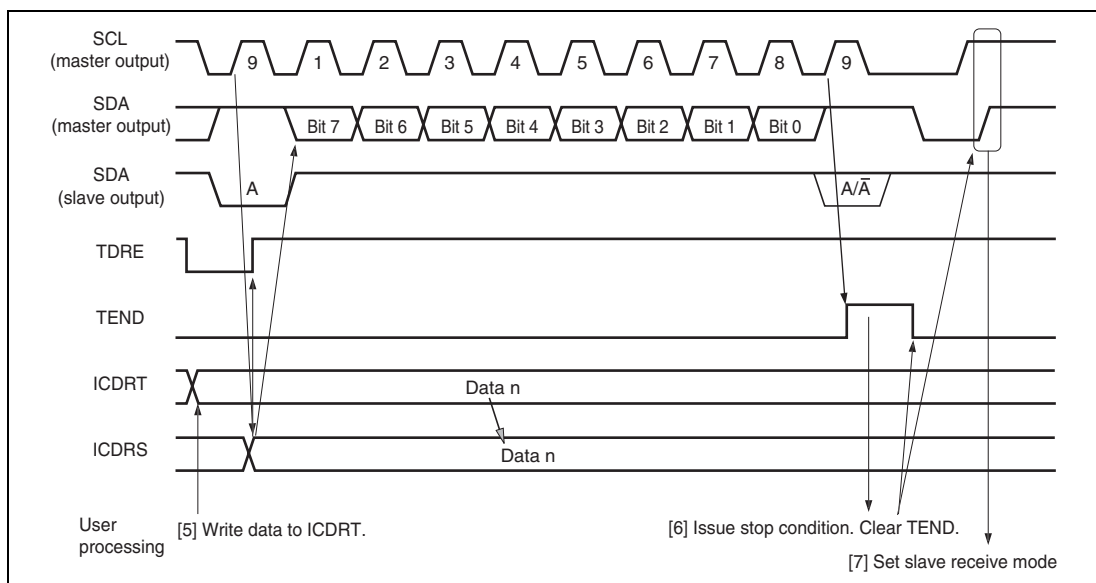 SCL
(master output)
9 1 2 3 4 5 6 7 8 9
SDA
(master output)
Bit 7 Bit 6 Bit 5 Bit 4 Bit 3 Bit 2 Bit 1 Bit 0
SDA
(slave output)
A A/A̅
TDRE
TEND
ICDRT
Data n
ICDRS
Data n
User
processing
[5] Write data to ICDRT.
[6] Issue stop condition. Clear TEND.
[7] Set slave receive mode